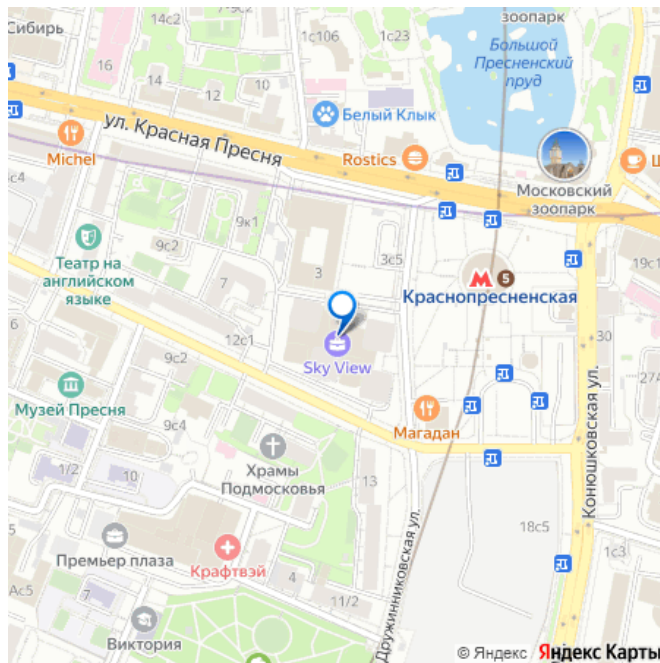 зоопарк
Сибирь
1с106
1с23
14с2
14
12
10
16
Большой
Пресненский
пруд
ул. Красная Пресня
Белый Клык
Michel
Rostics
Московский
зоопарк
9к1
9с2
3с5
3
7
19с1
Театр на
английском
языке
Краснопресненская
5
12с1
30
Sky View
9с2
27А
Музей Пресня
Магадан
9с4
Храмы
Подмосковья
1/2
10
13
Конюшковская ул.
Дружинниковская ул.
18с5
Премьер плаза
Крафтвэй
1с3
4
7
11/2
Виктория
© Яндекс
Яндекс Карты